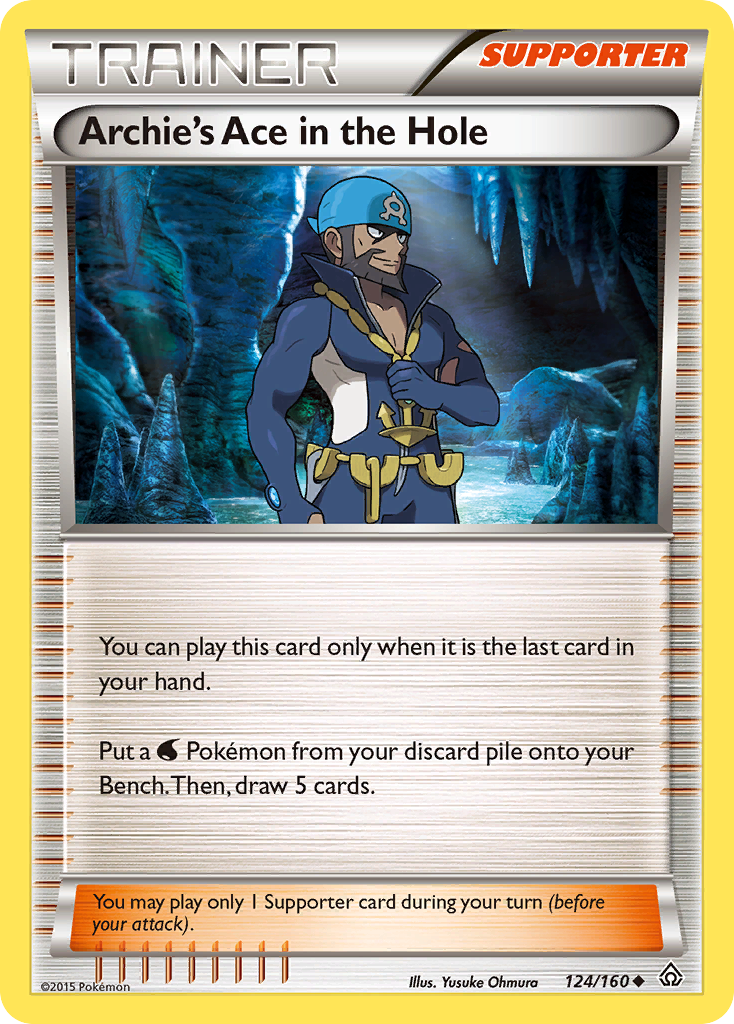 TRAINER
SUPPORTER
Archie's Ace in the Hole
You can play this card only when it is the last card in
your hand.
Put a Pokémon from your discard pile onto your
Bench. Then, draw 5 cards.
You may play only 1 Supporter card during your turn (before
your attack).
©2015 Pokémon
Illus. Yusuke Ohmura
124/160